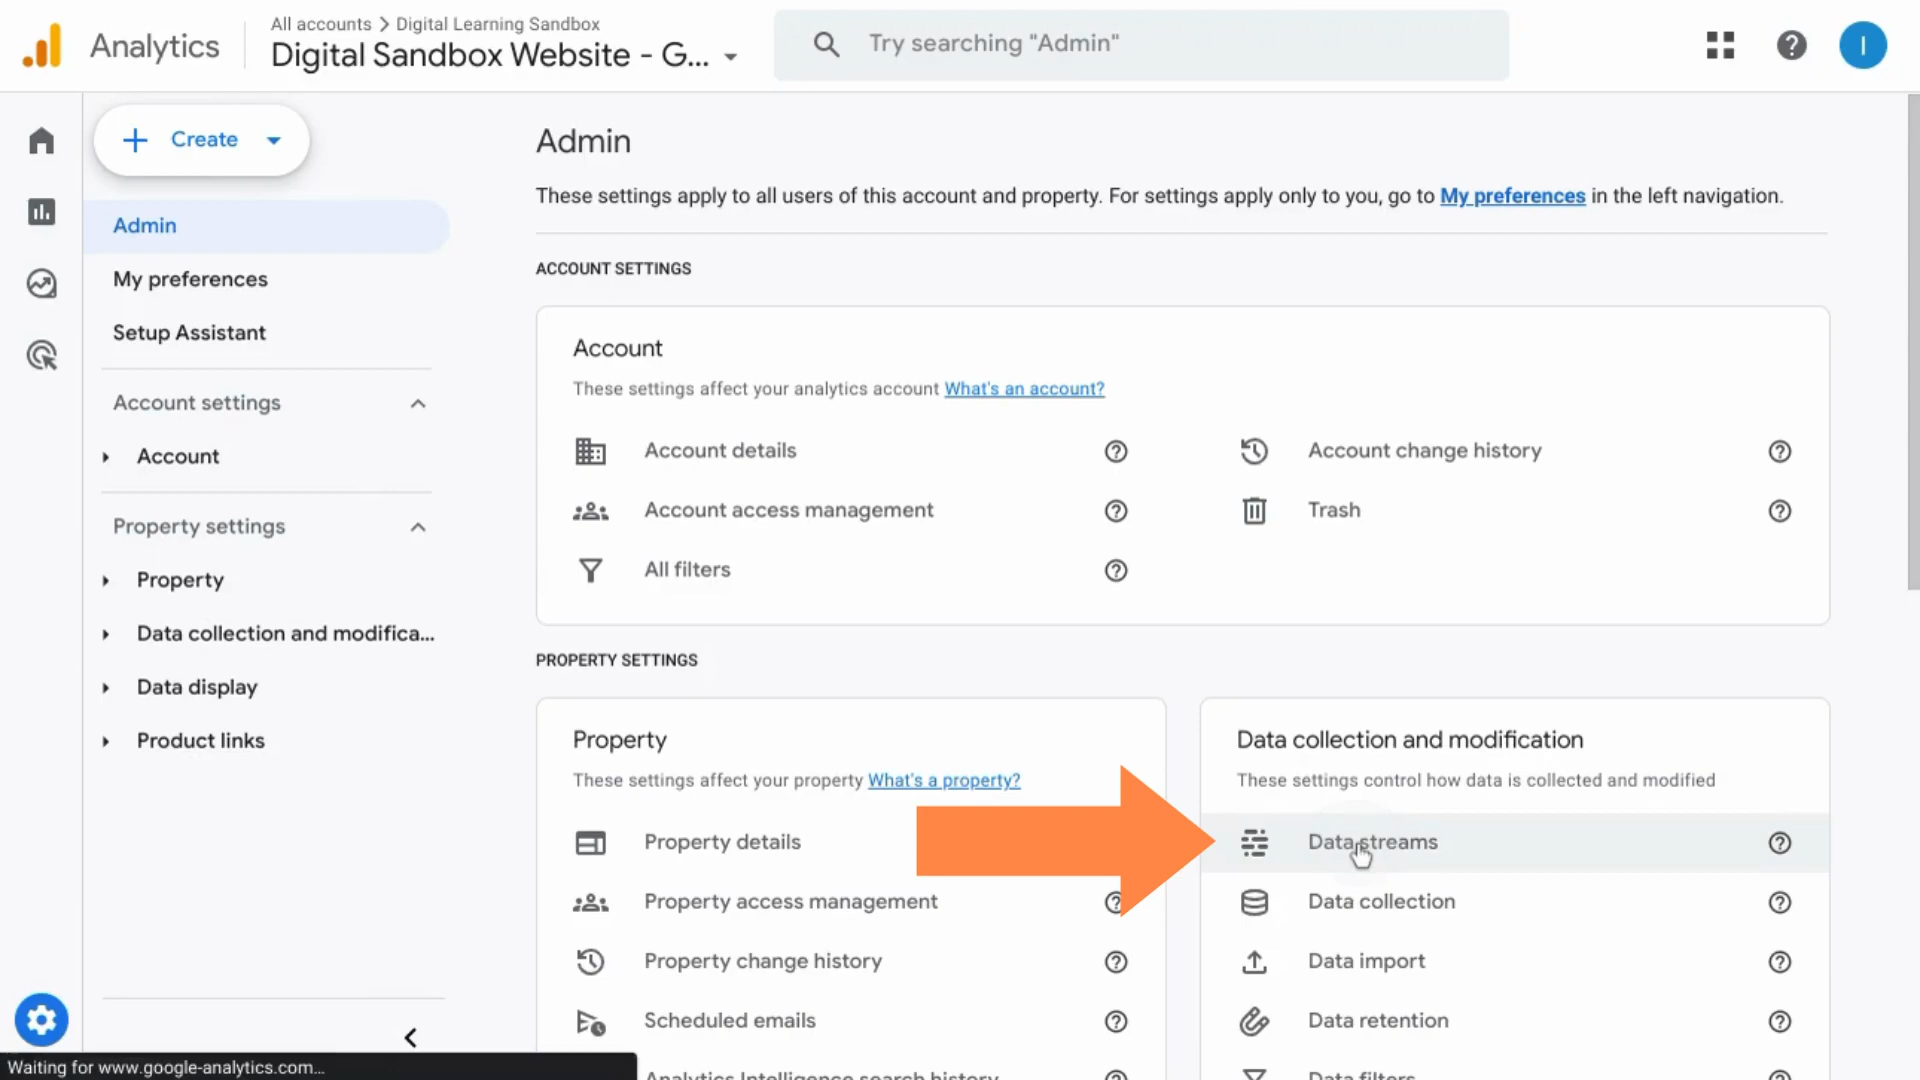 Analytics
All accounts > Digital Learning Sandbox
Digital Sandbox Website - G...
Try searching "Admin"
I
Create
Admin
My preferences
Setup Assistant
Account settings
Account
Property settings
Property
Data collection and modifica...
Data display
Product links
Admin
These settings apply to all users of this account and property. For settings apply only to you, go to My preferences in the left navigation.
ACCOUNT SETTINGS
Account
These settings affect your analytics account What's an account?
Account details
Account change history
Account access management
Trash
All filters
PROPERTY SETTINGS
Property
These settings affect your property What's a property?
Property details
Property access management
Property change history
Scheduled emails
Analytics Intelligence search history
Data collection and modification
These settings control how data is collected and modified
Data streams
Data collection
Data import
Data retention
Data filters
Waiting for www.google-analytics.com...